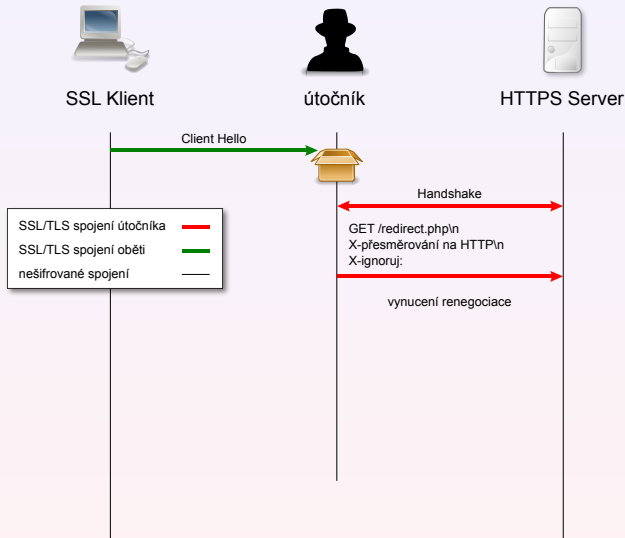 SSL Klient
útočník
HTTPS Server
Client Hello
Handshake
SSL/TLS spojení útočníka
SSL/TLS spojení oběti
nešifrované spojení
GET /redirect.php\n
X-přesměrování na HTTP\n
X-ignoruj:
vynucení renegociace